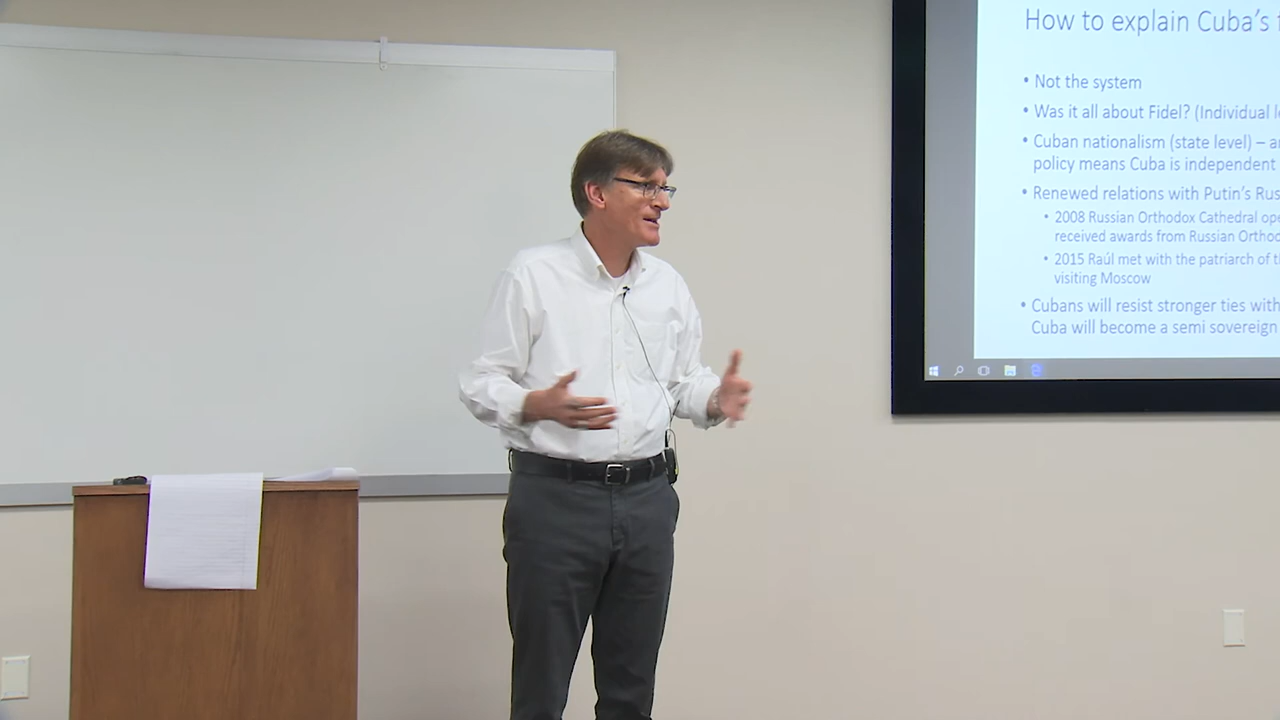 How to explain Cuba's
• Not the system
• Was it all about Fidel? (Individual
• Cuban nationalism (state level) –
policy means Cuba is independent
• Renewed relations with Putin's
• 2008 Russian Orthodox Cathedral
received awards from Russian
• 2015 Raúl met with the patriarch of
visiting Moscow
• Cubans will resist stronger ties with
Cuba will become a semi sovereign